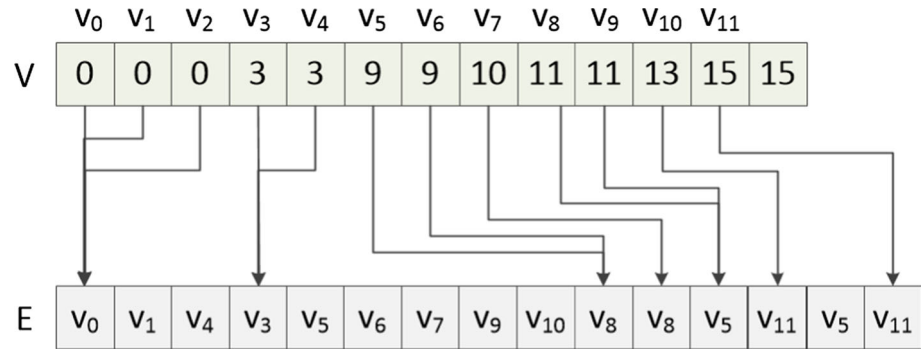 v₀ v₁ v₂ v₃ v₄ v₅ v₆ v₇ v₈ v₉ v₁₀ v₁₁
V 0 0 0 3 3 9 9 10 11 11 13 15 15
E v₀ v₁ v₄ v₃ v₅ v₆ v₇ v₉ v₁₀ v₈ v₈ v₅ v₁₁ v₅ v₁₁